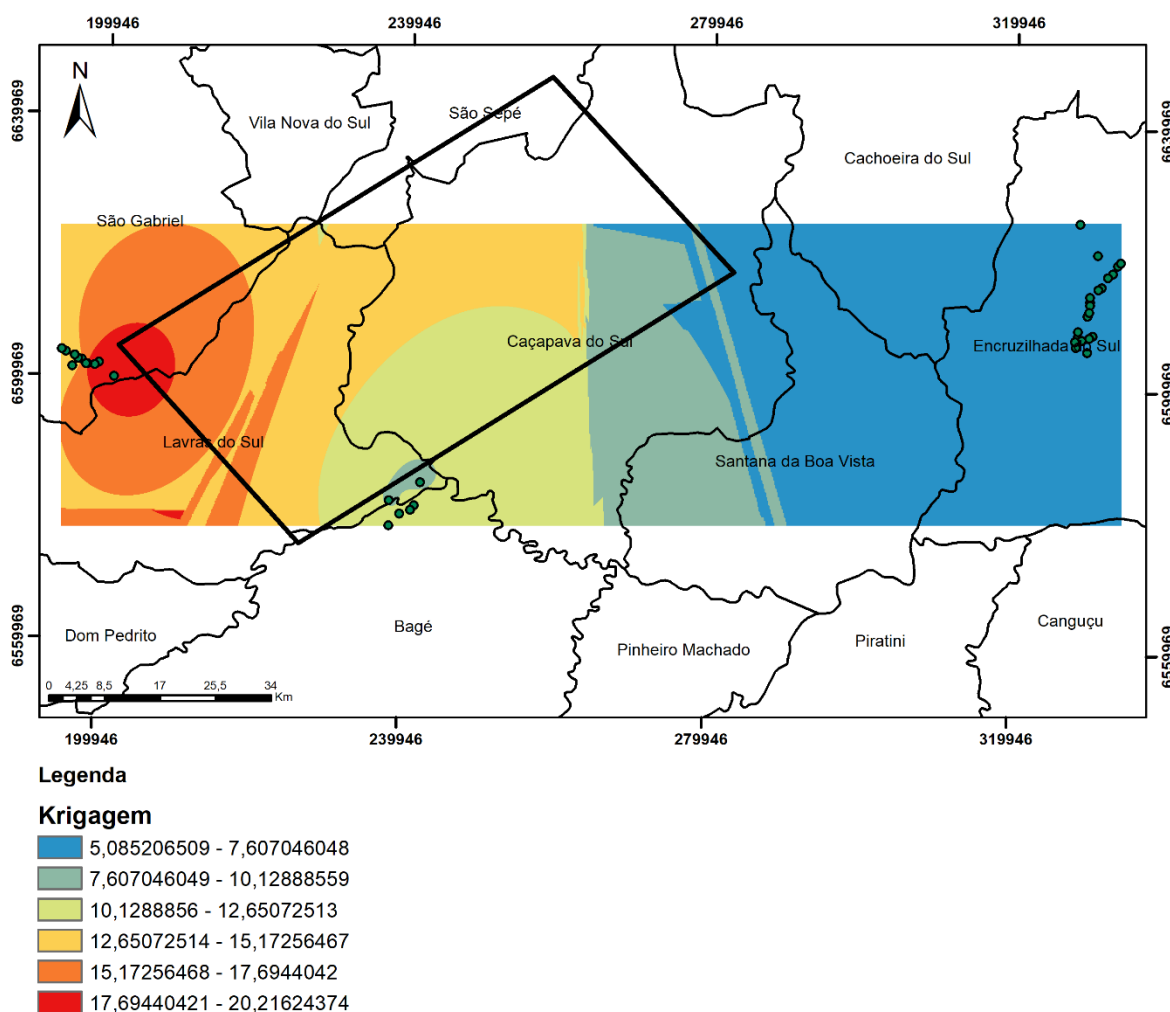 199946 239946 279946 319946
N
6639969
6639969
São Sepé
Vila Nova do Sul
Cachoeira do Sul
São Gabriel
Caçapava do Sul
Encruzilhada do Sul
6599969
6599969
Lavras do Sul
Santana da Boa Vista
Canguçu
Bagé
Dom Pedrito
Piratini
Pinheiro Machado
6559969
6559969
0 4,25 8,5 17 25,5 34
Km
199946 239946 279946 319946
Legenda
Krigagem
5,085206509 - 7,607046048
7,607046049 - 10,12888559
10,1288856 - 12,65072513
12,65072514 - 15,17256467
15,17256468 - 17,6944042
17,69440421 - 20,21624374